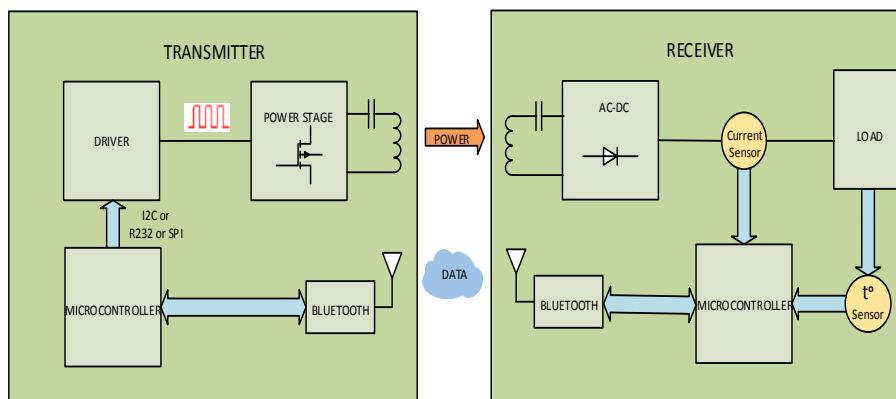 TRANSMITTER
DRIVER
POWER STAGE
I2C or
R232 or SPI
MICROCONTROLLER
BLUETOOTH
POWER
DATA
RECEIVER
AC-DC
Current
Sensor
LOAD
BLUETOOTH
MICROCONTROLLER
t°
Sensor